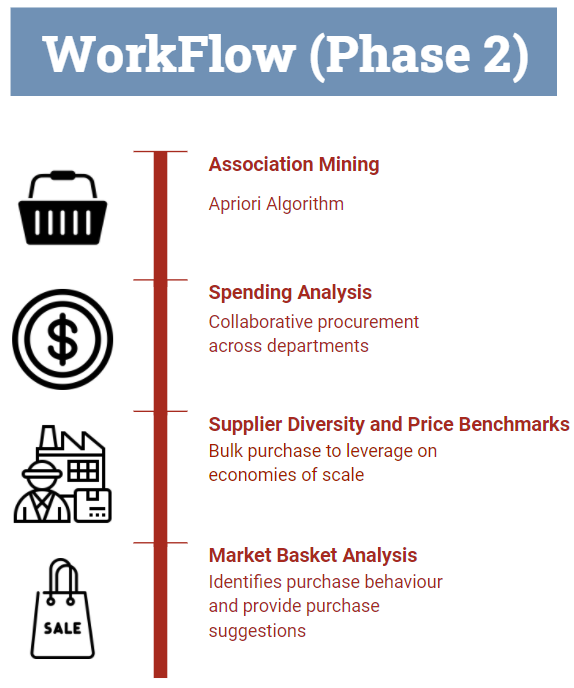 WorkFlow (Phase 2)
Association Mining
Apriori Algorithm
Spending Analysis
Collaborative procurement
across departments
Supplier Diversity and Price Benchmarks
Bulk purchase to leverage on
economies of scale
Market Basket Analysis
Identifies purchase behaviour
and provide purchase
suggestions
$
SALE